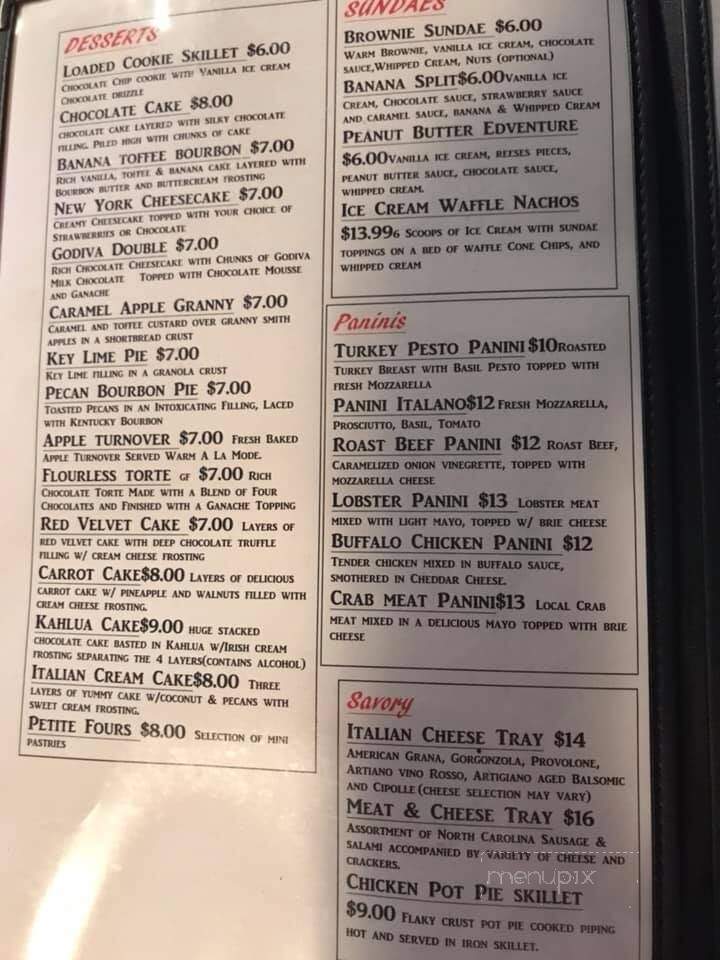 DESSERTS
LOADED COOKIE SKILLET $6.00
CHOCOLATE CHIP COOKIE WITH VANILLA ICE CREAM
CHOCOLATE DRIZZLE
CHOCOLATE CAKE $8.00
CHOCOLATE CAKE LAYERED WITH SILKY CHOCOLATE
FILLING. PILED HIGH WITH CHUNKS OF CAKE
BANANA TOFFEE BOURBON $7.00
RICH VANILLA, TOFFEE & BANANA CAKE LAYERED WITH
BOURBON BUTTER AND BUTTERCREAM FROSTING
NEW YORK CHEESECAKE $7.00
CREAMY CHEESECAKE TOPPED WITH YOUR CHOICE OF
STRAWBERRIES OR CHOCOLATE
GODIVA DOUBLE $7.00
RICH CHOCOLATE CHEESECAKE WITH CHUNKS OF GODIVA
MILK CHOCOLATE TOPPED WITH CHOCOLATE MOUSSE
AND GANACHE
CARAMEL APPLE GRANNY $7.00
CARAMEL AND TOFFEE CUSTARD OVER GRANNY SMITH
APPLES IN A SHORTBREAD CRUST
KEY LIME PIE $7.00
KEY LIME FILLING IN A GRANOLA CRUST
PECAN BOURBON PIE $7.00
TOASTED PECANS IN AN INTOXICATING FILLING, LACED
WITH KENTUCKY BOURBON
APPLE TURNOVER $7.00 FRESH BAKED
APPLE TURNOVER SERVED WARM A LA MODE.
FLOURLESS TORTE GF $7.00 RICH
CHOCOLATE TORTE MADE WITH A BLEND OF FOUR
CHOCOLATES AND FINISHED WITH A GANACHE TOPPING
RED VELVET CAKE $7.00 LAYERS OF
RED VELVET CAKE WITH DEEP CHOCOLATE TRUFFLE
FILLING W/ CREAM CHEESE FROSTING
CARROT CAKE$8.00 LAYERS OF DELICIOUS
CARROT CAKE W/ PINEAPPLE AND WALNUTS FILLED WITH
CREAM CHEESE FROSTING.
KAHLUA CAKE$9.00 HUGE STACKED
CHOCOLATE CAKE BASTED IN KAHLUA W/IRISH CREAM
FROSTING SEPARATING THE 4 LAYERS(CONTAINS ALCOHOL)
ITALIAN CREAM CAKE$8.00 THREE
LAYERS OF YUMMY CAKE W/COCONUT & PECANS WITH
SWEET CREAM FROSTING.
PETITE FOURS $8.00 SELECTION OF MINI
PASTRIES
SUNDAES
BROWNIE SUNDAE $6.00
WARM BROWNIE, VANILLA ICE CREAM, CHOCOLATE
SAUCE,WHIPPED CREAM, NUTS (OPTIONAL)
BANANA SPLIT$6.00VANILLA ICE
CREAM, CHOCOLATE SAUCE, STRAWBERRY SAUCE
AND CARAMEL SAUCE, BANANA & WHIPPED CREAM
PEANUT BUTTER EDVENTURE
$6.00VANILLA ICE CREAM, REESES PIECES,
PEANUT BUTTER SAUCE, CHOCOLATE SAUCE,
WHIPPED CREAM.
ICE CREAM WAFFLE NACHOS
$13.996 SCOOPS OF ICE CREAM WITH SUNDAE
TOPPINGS ON A BED OF WAFFLE CONE CHIPS, AND
WHIPPED CREAM
Paninis
TURKEY PESTO PANINI $10ROASTED
TURKEY BREAST WITH BASIL PESTO TOPPED WITH
FRESH MOZZARELLA
PANINI ITALANO$12 FRESH MOZZARELLA,
PROSCIUTTO, BASIL, TOMATO
ROAST BEEF PANINI $12 ROAST BEEF,
CARAMELIZED ONION VINEGRETTE, TOPPED WITH
MOZZARELLA CHEESE
LOBSTER PANINI $13 LOBSTER MEAT
MIXED WITH LIGHT MAYO, TOPPED W/ BRIE CHEESE
BUFFALO CHICKEN PANINI $12
TENDER CHICKEN MIXED IN BUFFALO SAUCE,
SMOTHERED IN CHEDDAR CHEESE.
CRAB MEAT PANINI$13 LOCAL CRAB
MEAT MIXED IN A DELICIOUS MAYO TOPPED WITH BRIE
CHEESE
Savory
ITALIAN CHEESE TRAY $14
AMERICAN GRANA, GORGONZOLA, PROVOLONE,
ARTIANO VINO ROSSO, ARTIGIANO AGED BALSOMIC
AND CIPOLLE (CHEESE SELECTION MAY VARY)
MEAT & CHEESE TRAY $16
ASSORTMENT OF NORTH CAROLINA SAUSAGE &
SALAMI ACCOMPANIED BY VARIETY OF CHEESE AND
CRACKERS.
menupix
CHICKEN POT PIE SKILLET
$9.00 FLAKY CRUST POT PIE COOKED PIPING
HOT AND SERVED IN IRON SKILLET.